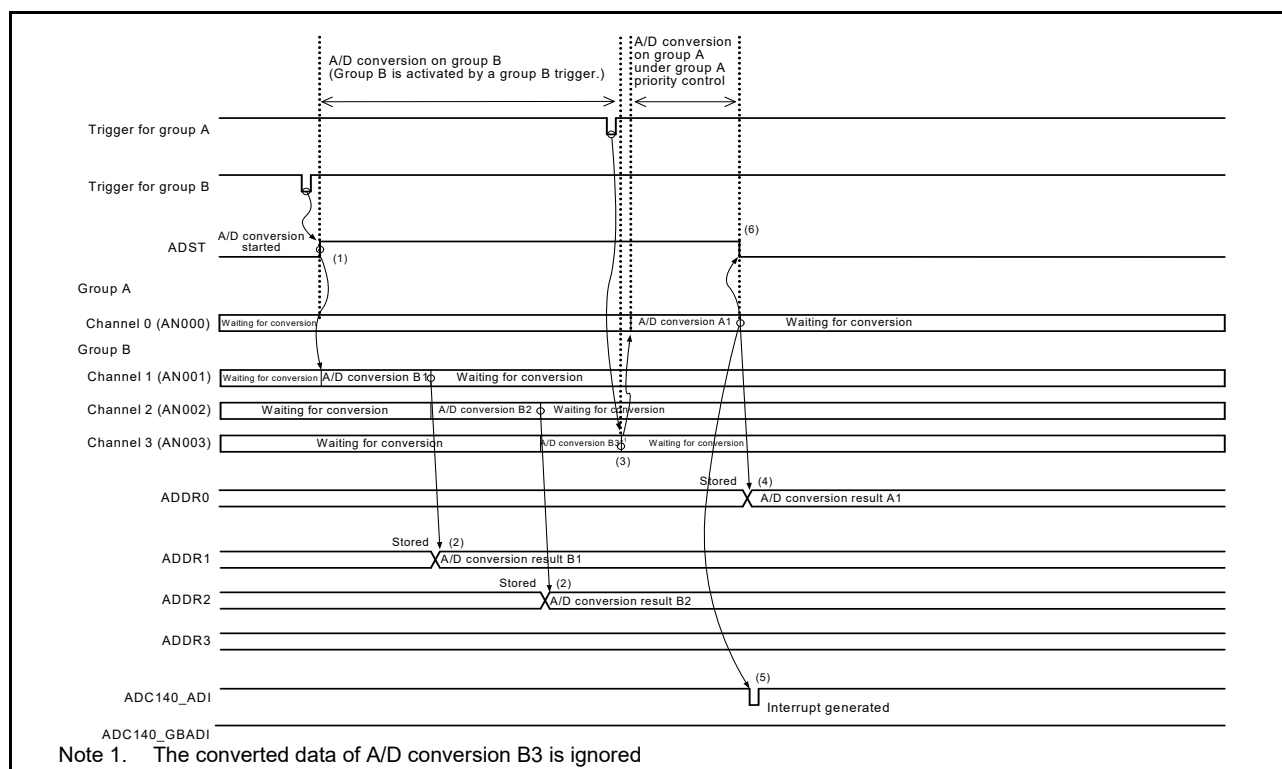 A/D conversion on group B
(Group B is activated by a group B trigger.)
A/D conversion
on group A
under group A
priority control
Trigger for group A
Trigger for group B
A/D conversion
started
ADST
(1)
(6)
Group A
Channel 0 (AN000)
Waiting for conversion
A/D conversion A1
Waiting for conversion
Group B
Channel 1 (AN001)
Waiting for conversion
A/D conversion B1
Waiting for conversion
Channel 2 (AN002)
Waiting for conversion
A/D conversion B2
Waiting for conversion
Channel 3 (AN003)
Waiting for conversion
A/D conversion B3*1
Waiting for conversion
(3)
ADDR0
Stored
(4)
A/D conversion result A1
ADDR1
Stored
(2)
A/D conversion result B1
ADDR2
Stored
(2)
A/D conversion result B2
ADDR3
ADC140_ADI
(5)
Interrupt generated
ADC140_GBADI
Note 1. The converted data of A/D conversion B3 is ignored